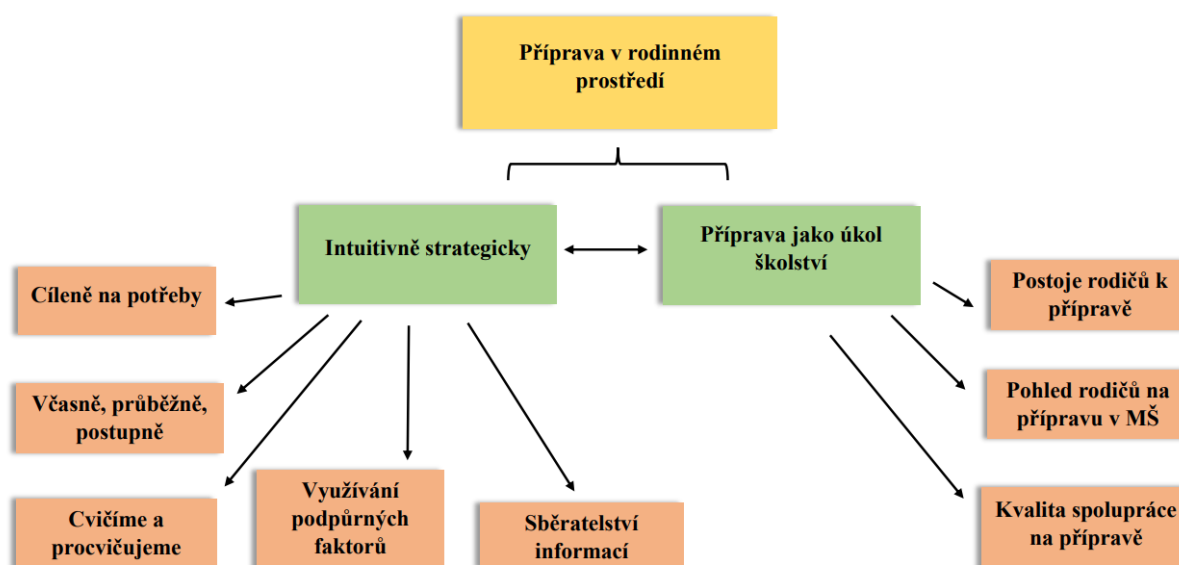 Příprava v rodinném
prostředí
Intuitivně strategicky
Příprava jako úkol
školství
Cíleně na potřeby
Postoje rodičů k
přípravě
Včasně, průběžně,
postupně
Pohled rodičů na
přípravu v MŠ
Cvičíme a
procvičujeme
Využívání
podpůrných
faktorů
Sběratelství
informací
Kvalita spolupráce
na přípravě